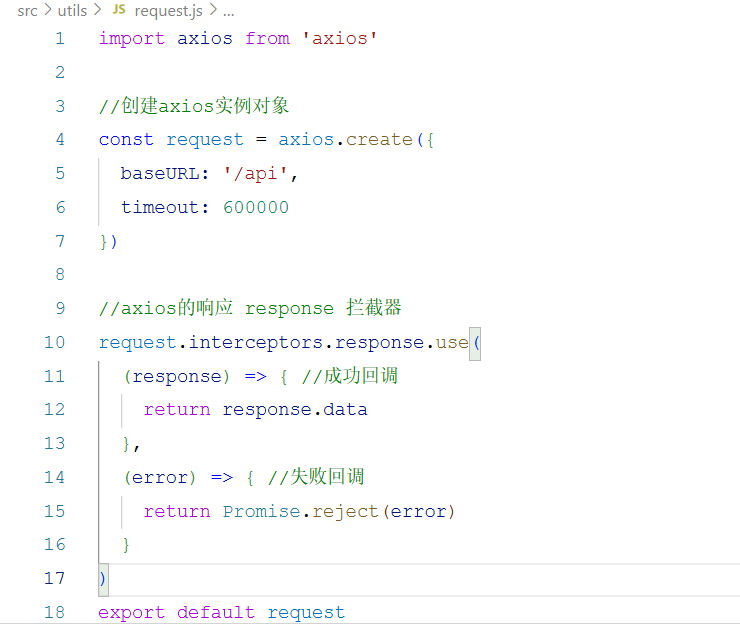 src > utils > JS request.js > ...
1 import axios from 'axios'
2
3 //创建axios实例对象
4 const request = axios.create({
5   baseURL: '/api',
6   timeout: 600000
7 })
8
9 //axios的响应 response 拦截器
10 request.interceptors.response.use(
11   (response) => { //成功回调
12     return response.data
13   },
14   (error) => { //失败回调
15     return Promise.reject(error)
16   }
17 )
18 export default request